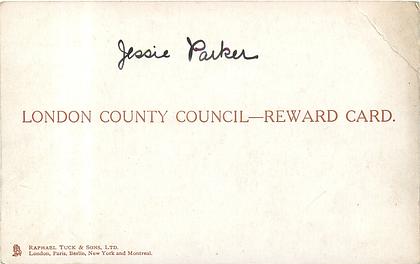 Jessie Parker
LONDON COUNTY COUNCIL—REWARD CARD.
RAPHAEL TUCK & SONS, LTD.
London, Paris, Berlin, New York and Montreal.